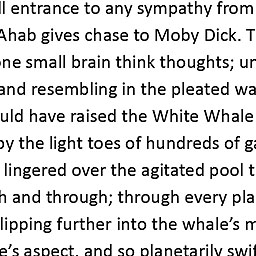 ll entrance to any sympathy from
Ahab gives chase to Moby Dick. T
one small brain think thoughts; un
and resembling in the pleated wa
uld have raised the White Whale
by the light toes of hundreds of ga
lingered over the agitated pool t
h and through; through every pla
lipping further into the whale’s m
e’s aspect, and so planetarily swif